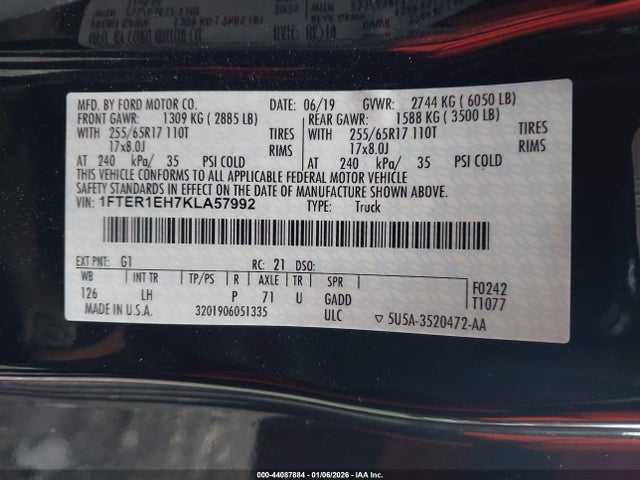 MFD. BY FORD MOTOR CO. DATE: 06/19 GVWR: 2744 KG ( 6050 LB)
FRONT GAWR: 1309 KG ( 2885 LB) REAR GAWR: 1588 KG ( 3500 LB)
WITH 255/65R17 110T TIRES WITH 255/65R17 110T TIRES
17x8.0J RIMS 17x8.0J RIMS
AT 240 kPa/ 35 PSI COLD AT 240 kPa/ 35 PSI COLD
THIS VEHICLE CONFORMS TO ALL APPLICABLE FEDERAL MOTOR VEHICLE
SAFETY STANDARDS IN EFFECT ON THE DATE OF MANUFACTURE SHOWN ABOVE.
VIN: 1FTER1EH7KLA57992 TYPE: Truck
EXT PNT: G1 RC: 21 DSO:
WB INT TR TP/PS R AXLE TR SPR F0242
126 LH P 71 U GADD T1077
MADE IN U.S.A. 3201906051335 ULC 5U5A-3520472-AA
000-44087884 | 01/06/2026 - IAA Inc.